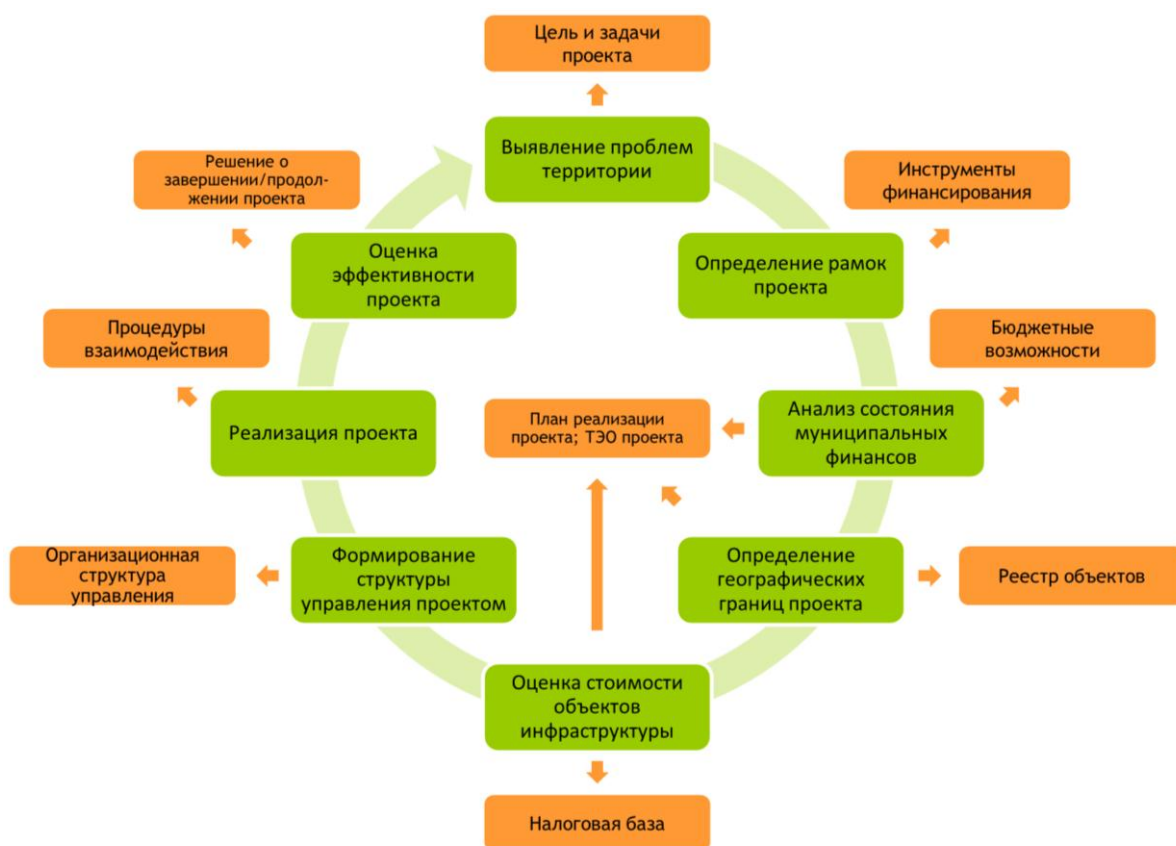 Цель и задачи
проекта
Выявление проблем
территории
Решение о
завершении/продол-
жении проекта
Инструменты
финансирования
Оценка
эффективности
проекта
Определение рамок
проекта
Процедуры
взаимодействия
Бюджетные
возможности
Реализация проекта
План реализации
проекта; ТЭО проекта
Анализ состояния
муниципальных
финансов
Организационная
структура
управления
Формирование
структуры
управления проектом
Определение
географических
границ проекта
Реестр объектов
Оценка стоимости
объектов
инфраструктуры
Налоговая база